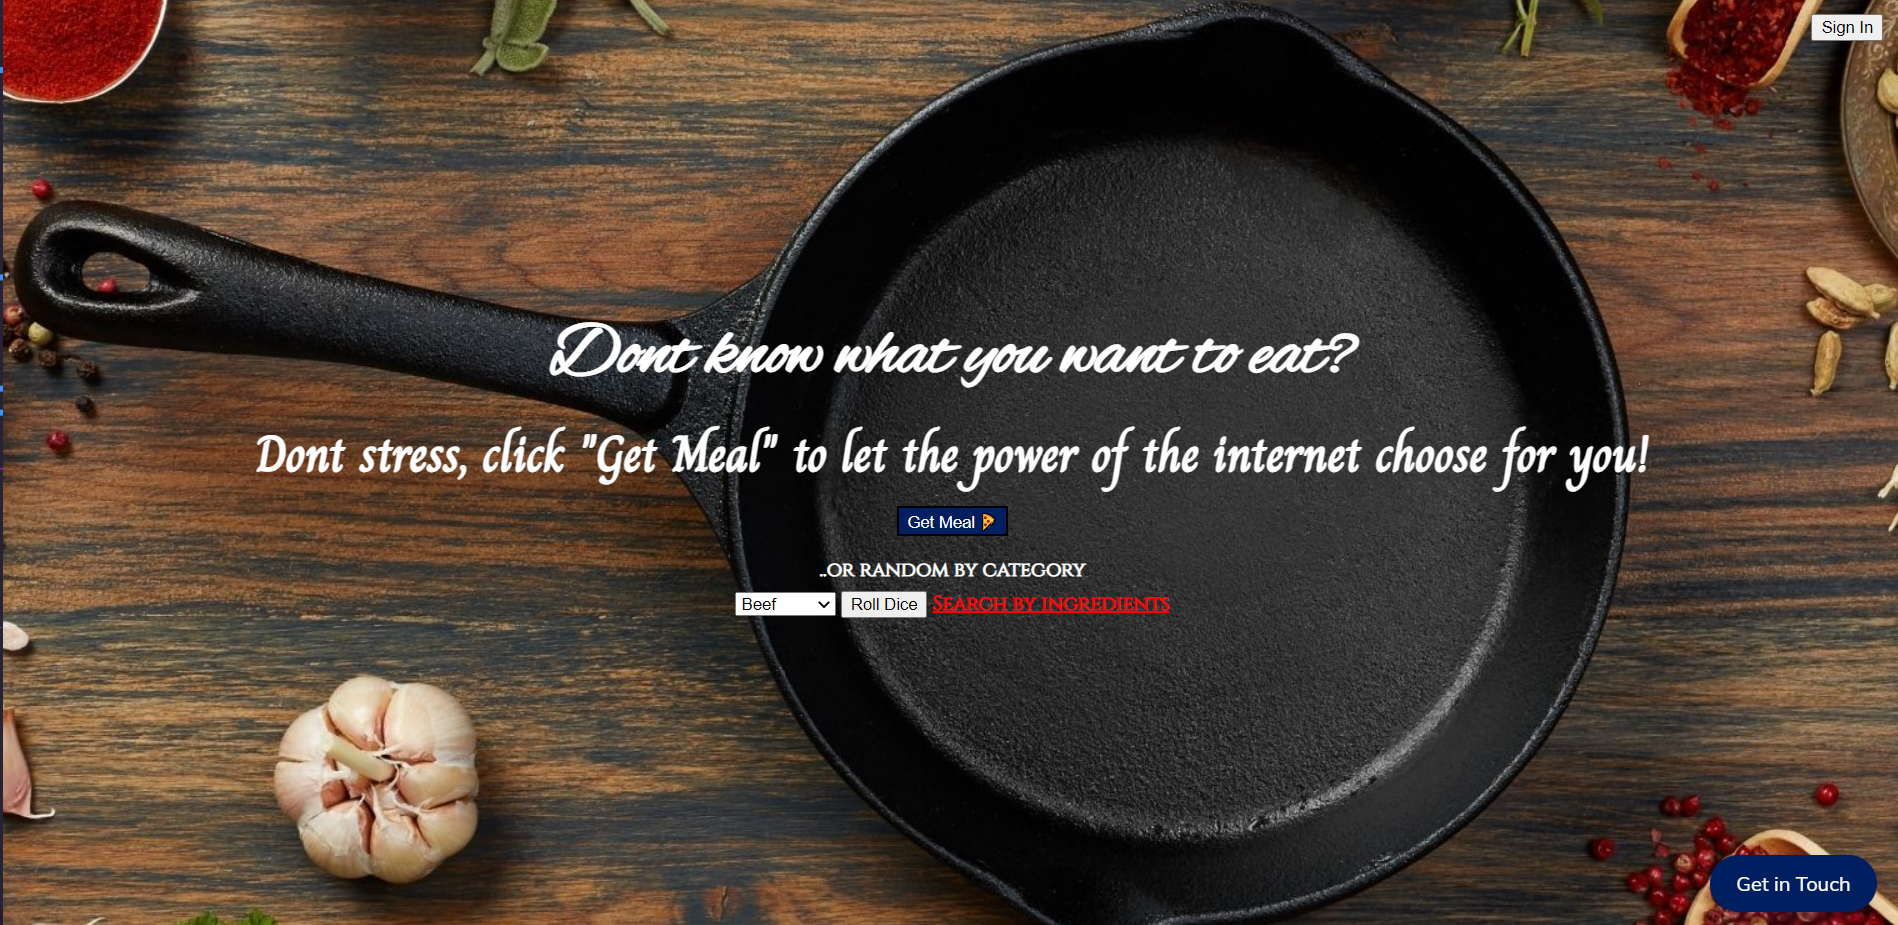 Sign In
Dont know what you want to eat?
Dont stress, click "Get Meal" to let the power of the internet choose for you!
Get Meal 🍕
..or random by category
Beef Roll Dice Search by ingredients
Get in Touch